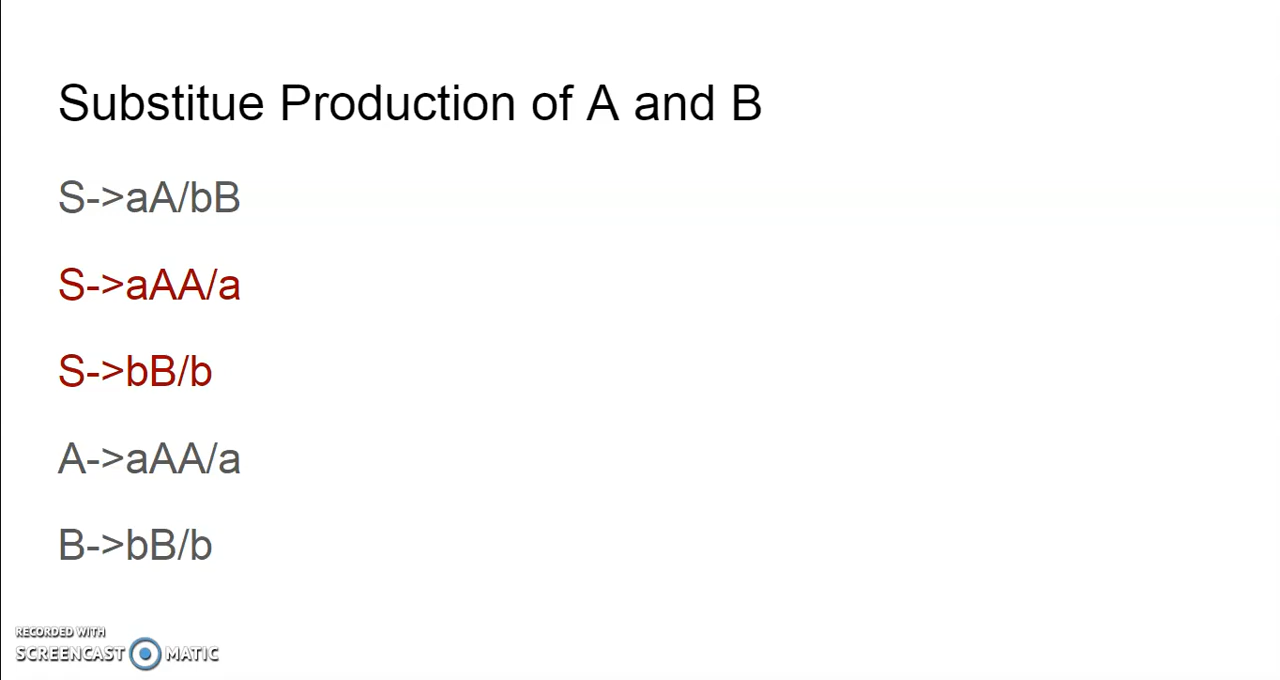 Substitue Production of A and B
S->aA/bB
S->aAA/a
S->bB/b
A->aAA/a
B->bB/b
RECORDED WITH
SCREENCAST MATIC